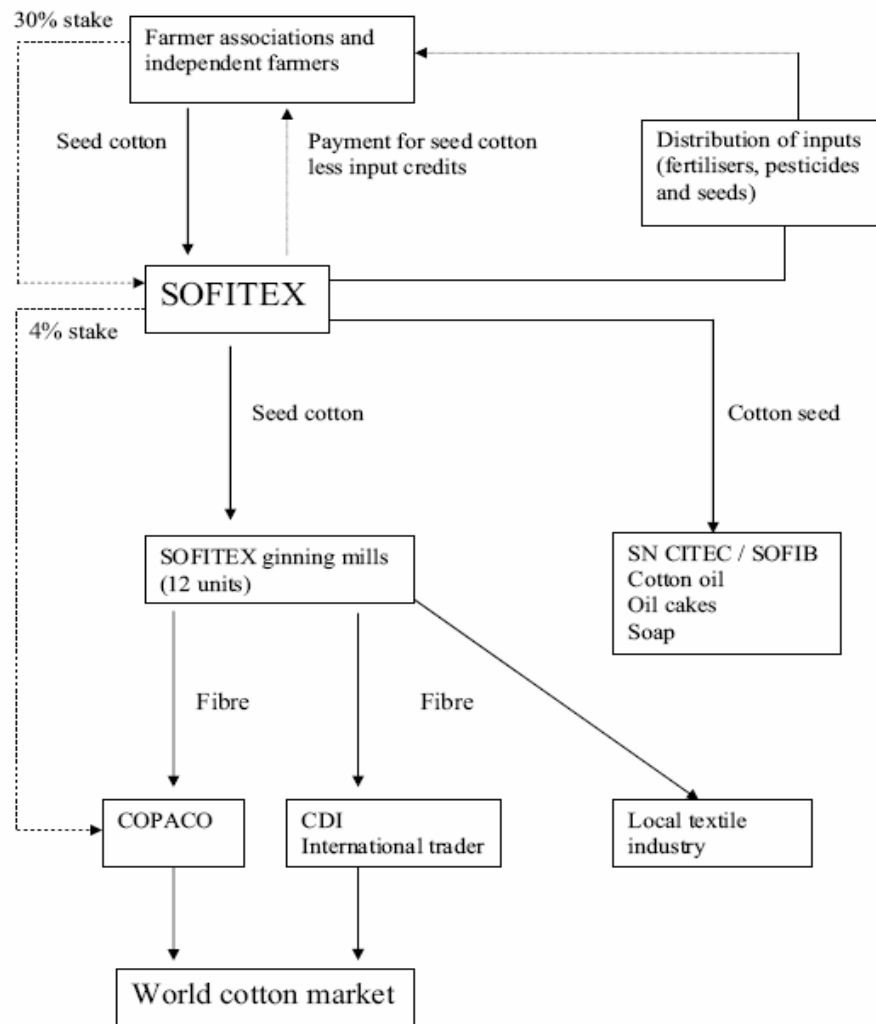 30% stake
Farmer associations and
independent farmers
Seed cotton
Payment for seed cotton
less input credits
Distribution of inputs
(fertilisers, pesticides
and seeds)
SOFITEX
4% stake
Seed cotton
Cotton seed
SOFITEX ginning mills
(12 units)
SN CITEC / SOFIB
Cotton oil
Oil cakes
Soap
Fibre
Fibre
COPACO
CDI
International trader
Local textile
industry
World cotton market